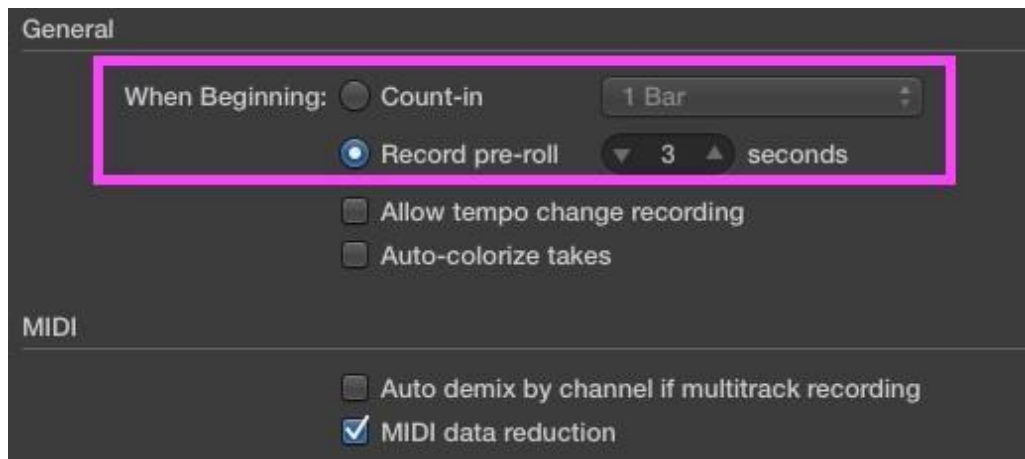 General
When Beginning: Count-in 1 Bar
Record pre-roll 3 seconds
Allow tempo change recording
Auto-colorize takes
MIDI
Auto demix by channel if multitrack recording
MIDI data reduction